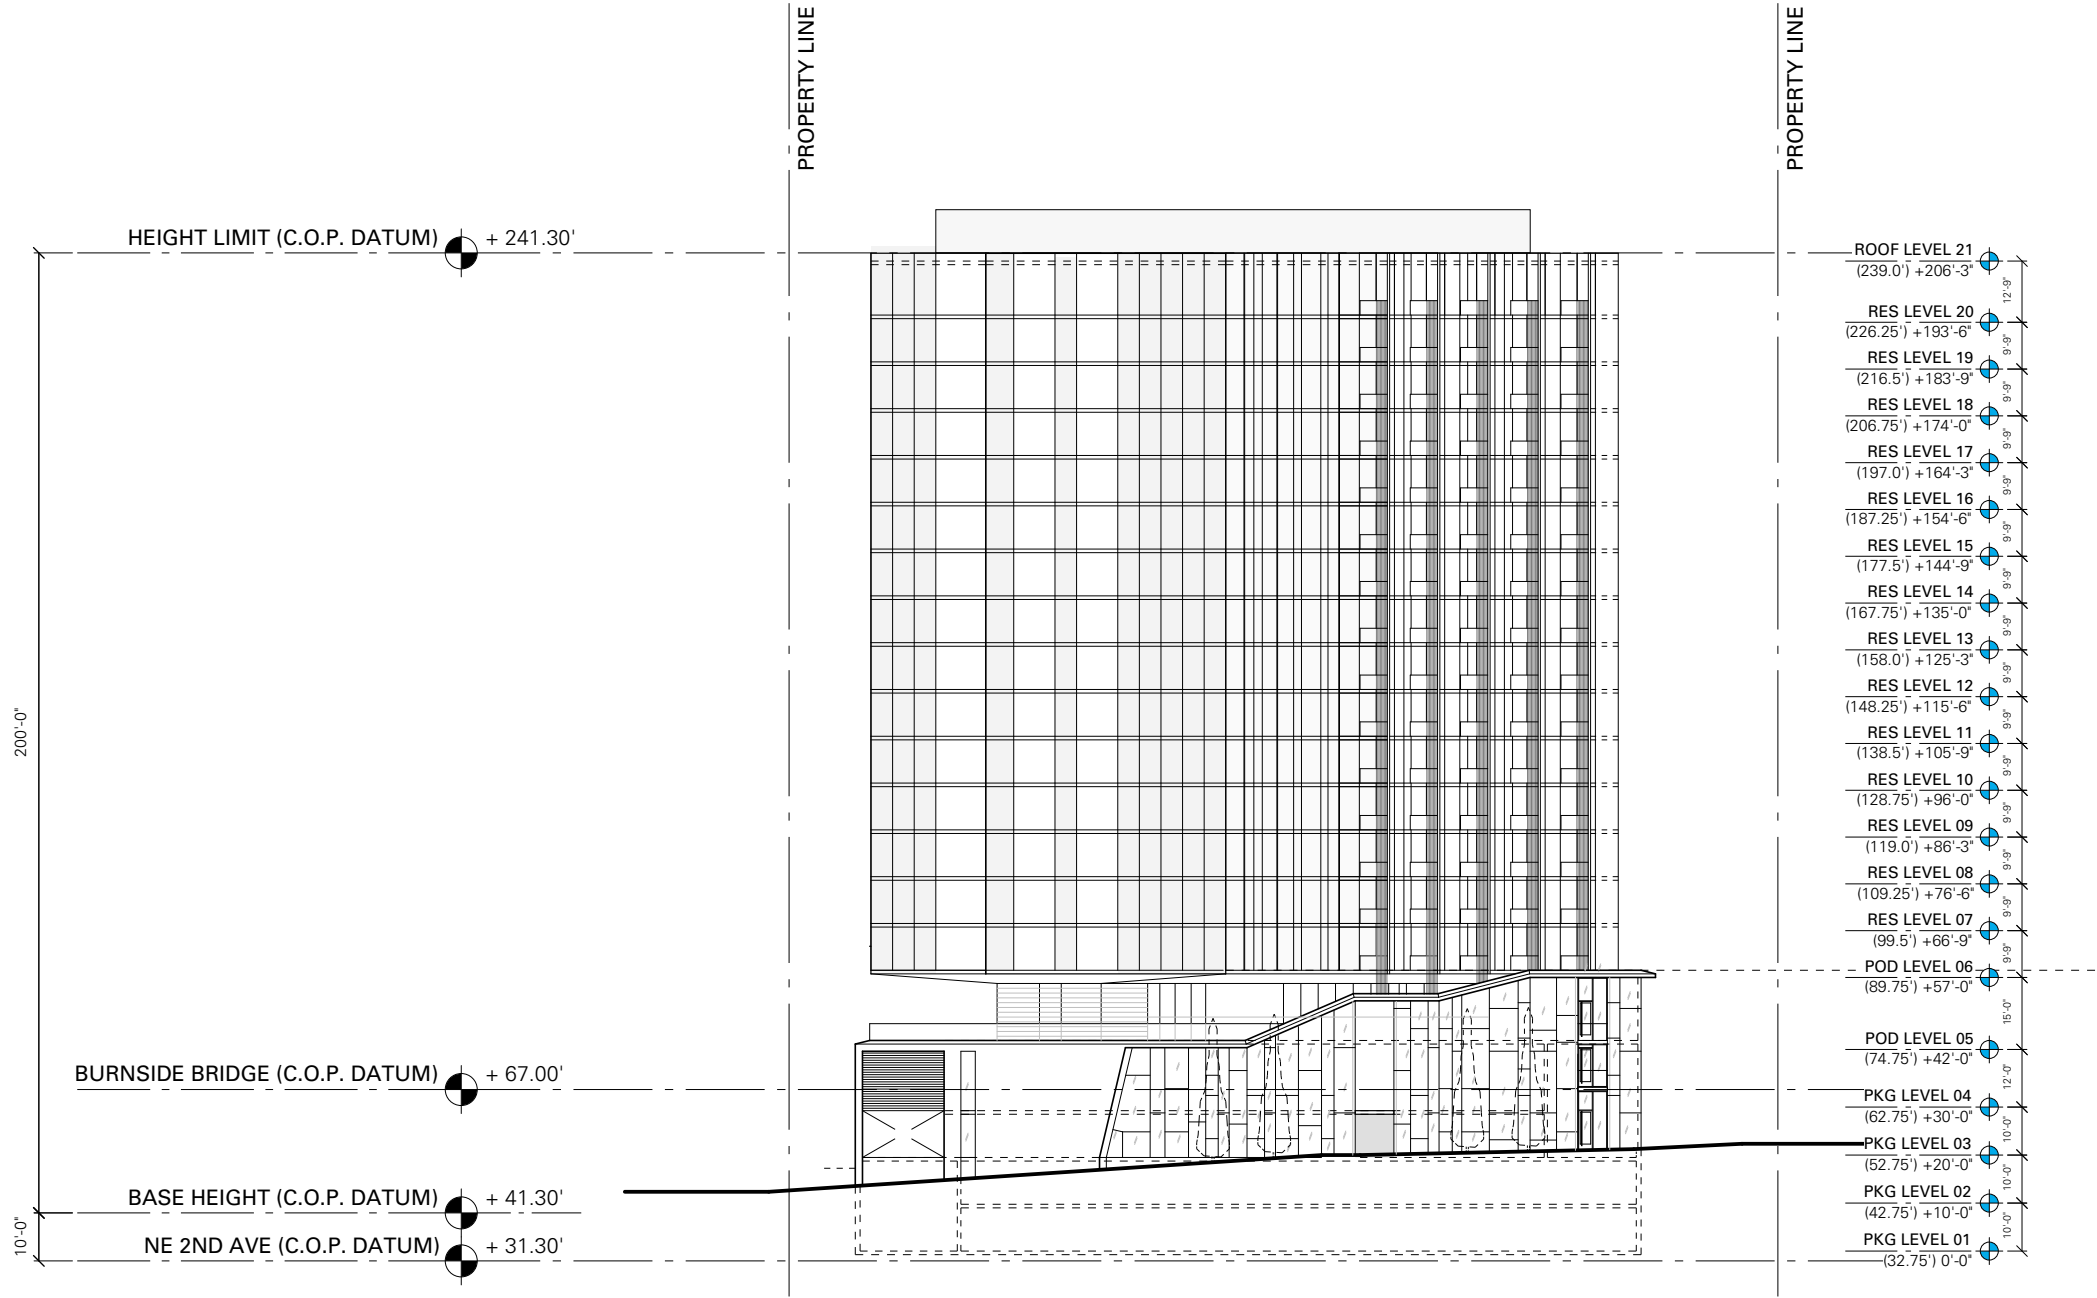 PROPERTY LINE
PROPERTY LINE
HEIGHT LIMIT (C.O.P. DATUM)
+ 241.30'
200'-0"
BURNSIDE BRIDGE (C.O.P. DATUM)
+ 67.00'
BASE HEIGHT (C.O.P. DATUM)
+ 41.30'
10'-0"
NE 2ND AVE (C.O.P. DATUM)
+ 31.30'
ROOF LEVEL 21
(239.0') +206'-3"
12'-9"
RES LEVEL 20
(226.25') +193'-6"
9'-9"
RES LEVEL 19
(216.5') +183'-9"
9'-9"
RES LEVEL 18
(206.75') +174'-0"
9'-9"
RES LEVEL 17
(197.0') +164'-3"
9'-9"
RES LEVEL 16
(187.25') +154'-6"
9'-9"
RES LEVEL 15
(177.5') +144'-9"
9'-9"
RES LEVEL 14
(167.75') +135'-0"
9'-9"
RES LEVEL 13
(158.0') +125'-3"
9'-9"
RES LEVEL 12
(148.25') +115'-6"
9'-9"
RES LEVEL 11
(138.5') +105'-9"
9'-9"
RES LEVEL 10
(128.75') +96'-0"
9'-9"
RES LEVEL 09
(119.0') +86'-3"
9'-9"
RES LEVEL 08
(109.25') +76'-6"
9'-9"
RES LEVEL 07
(99.5') +66'-9"
9'-9"
POD LEVEL 06
(89.75') +57'-0"
15'-0"
POD LEVEL 05
(74.75') +42'-0"
12'-0"
PKG LEVEL 04
(62.75') +30'-0"
10'-0"
PKG LEVEL 03
(52.75') +20'-0"
10'-0"
PKG LEVEL 02
(42.75') +10'-0"
10'-0"
PKG LEVEL 01
(32.75') 0'-0"